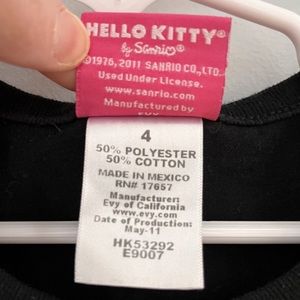 HELLO KITTY®
by Sanrio®
©1976, 2011 SANRIO CO., LTD.
Used Under License.
www.sanrio.com
Manufactured by
4
50% POLYESTER
50% COTTON
MADE IN MEXICO
RN# 17657
Manufactured by:
Evy of California
www.evy.com
Date of Production:
May-11
HK53292
E9007